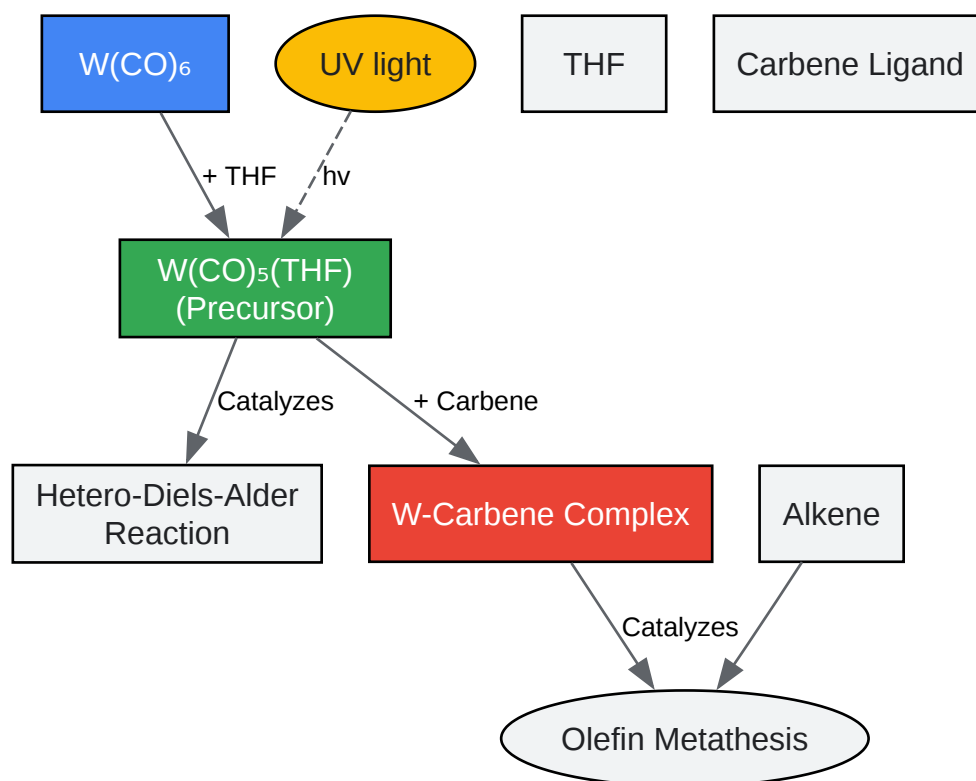 W(CO)₆
UV light
THF
Carbene Ligand
+ THF
hv
W(CO)₅(THF)
(Precursor)
Catalyzes
+ Carbene
Hetero-Diels-Alder
Reaction
W-Carbene Complex
Alkene
Catalyzes
Olefin Metathesis